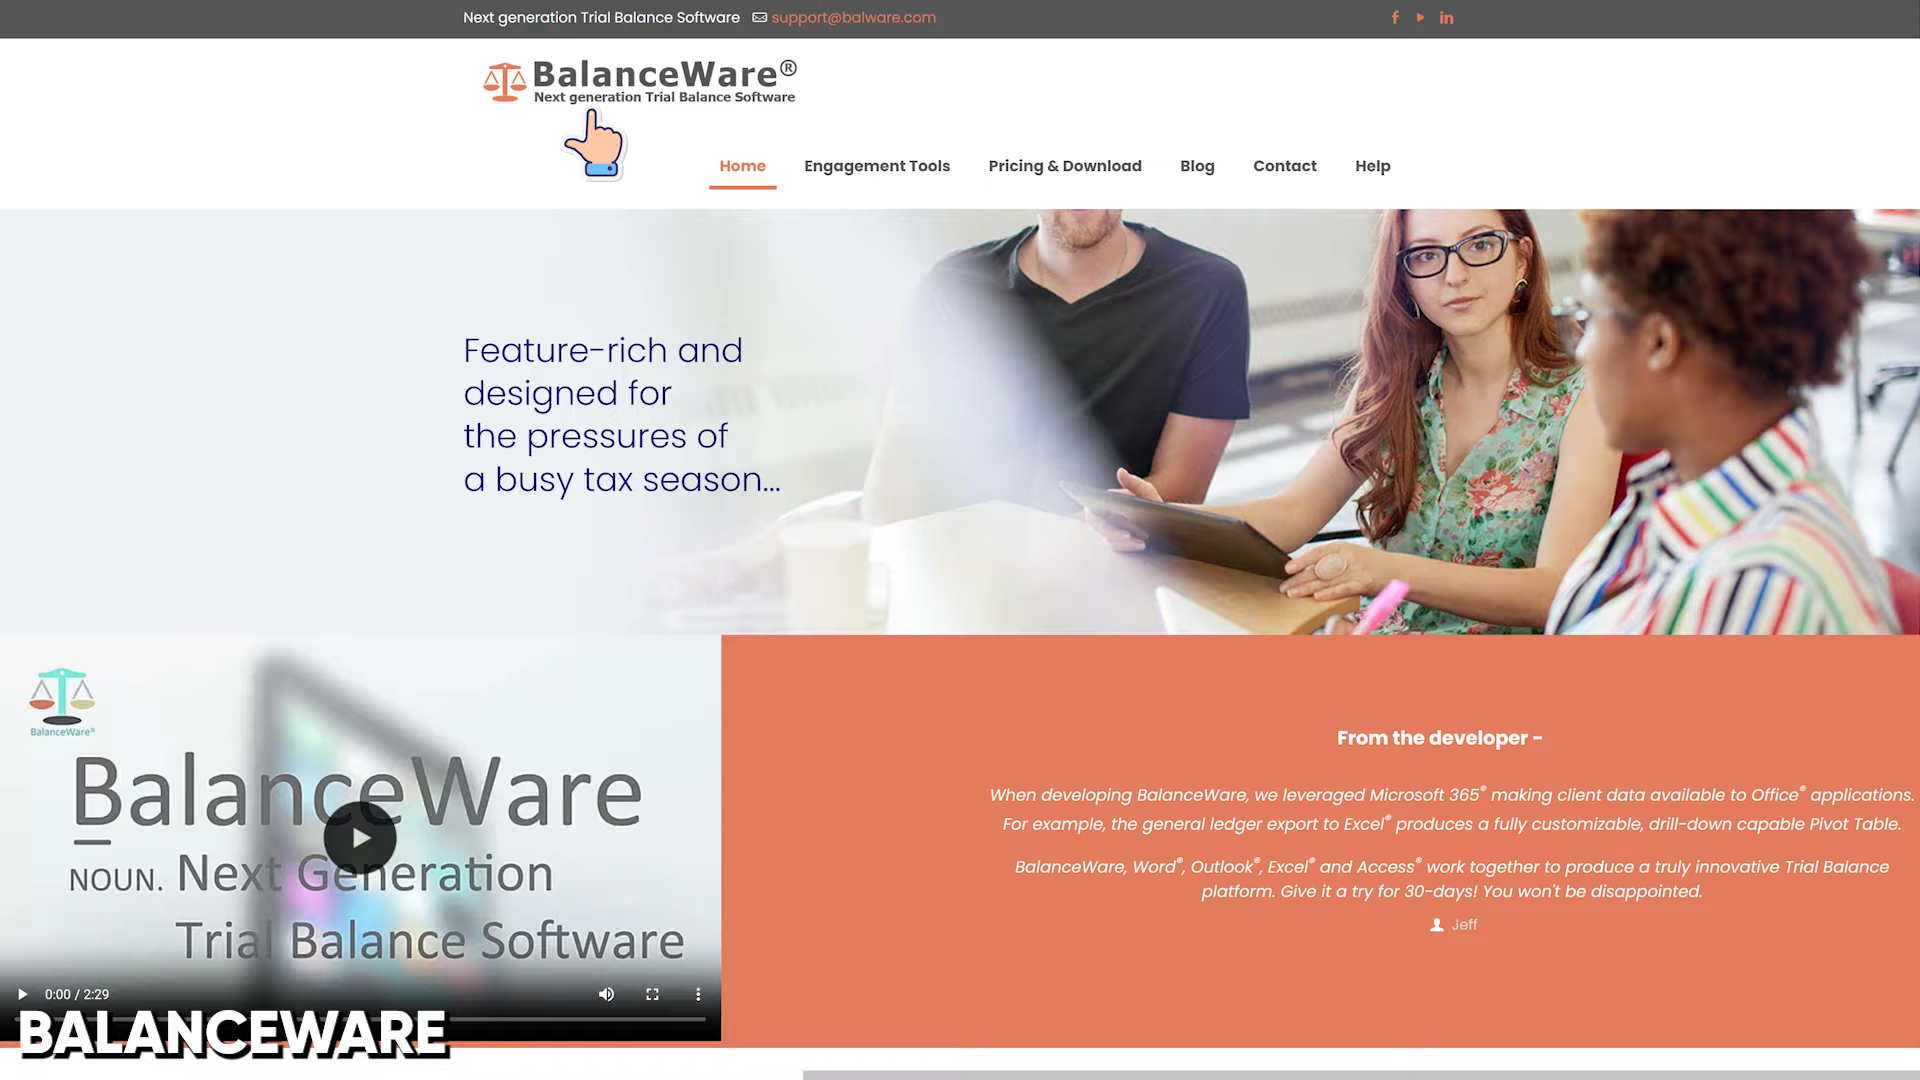 Next generation Trial Balance Software support@balware.com
BalanceWare®
Next generation Trial Balance Software
Home Engagement Tools Pricing & Download Blog Contact Help
Feature-rich and
designed for
the pressures of
a busy tax season...
BalanceWare®
BalanceWare
NOUN. Next Generation
Trial Balance Software
0:00 / 2:29
BALANCEWARE
From the developer -
When developing BalanceWare, we leveraged Microsoft 365® making client data available to Office® applications.
For example, the general ledger export to Excel® produces a fully customizable, drill-down capable Pivot Table.
BalanceWare, Word®, Outlook®, Excel® and Access® work together to produce a truly innovative Trial Balance
platform. Give it a try for 30-days! You won't be disappointed.
Jeff